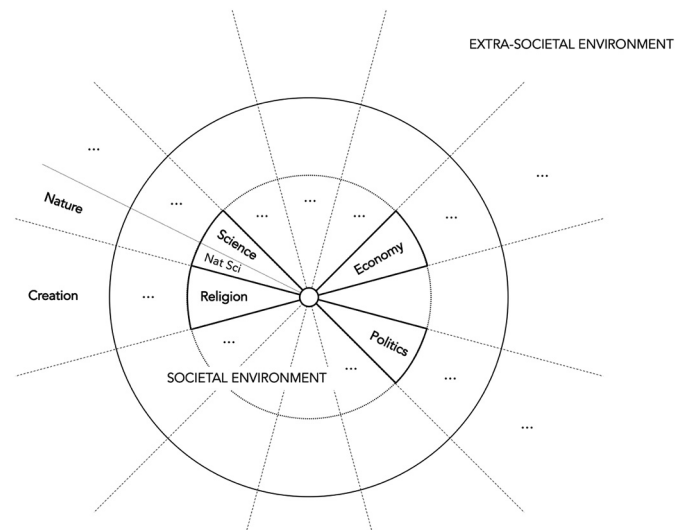 EXTRA-SOCIETAL ENVIRONMENT
...
...
Nature
...
...
...
...
...
Science
Economy
Nat Sci
Creation
...
Religion
...
Politics
...
SOCIETAL ENVIRONMENT
...
...